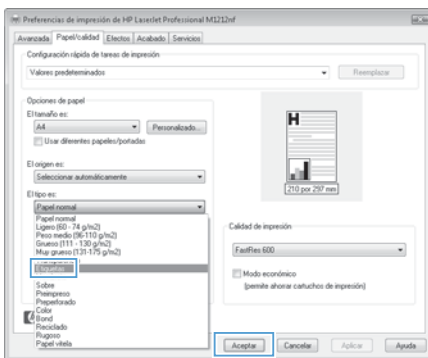 Preferencias de impresión de HP LaserJet Professional M1212nf
Avanzada Papel/calidad Efectos Acabado Servicios
Configuración rápida de tareas de impresión
Valores predeterminados Reemplazar
Opciones de papel
El tamaño es:
A4 Personalizado...
Usar diferentes papeles/portadas
El origen es:
Seleccionar automáticamente
210 por 297 mm
El tipo es:
Papel normal
Papel normal
Ligero (60 - 74 g/m2)
Peso medio (96-110 g/m2)
Grueso (111 - 130 g/m2)
Muy grueso (131-175 g/m2)
Etiquetas
Sobre
Preimpreso
Preperforado
Color
Bond
Reciclado
Rugoso
Papel vitela
Calidad de impresión
FastRes 600
Modo económico
(permite ahorrar cartuchos de impresión)
Aceptar Cancelar Aplicar Ayuda